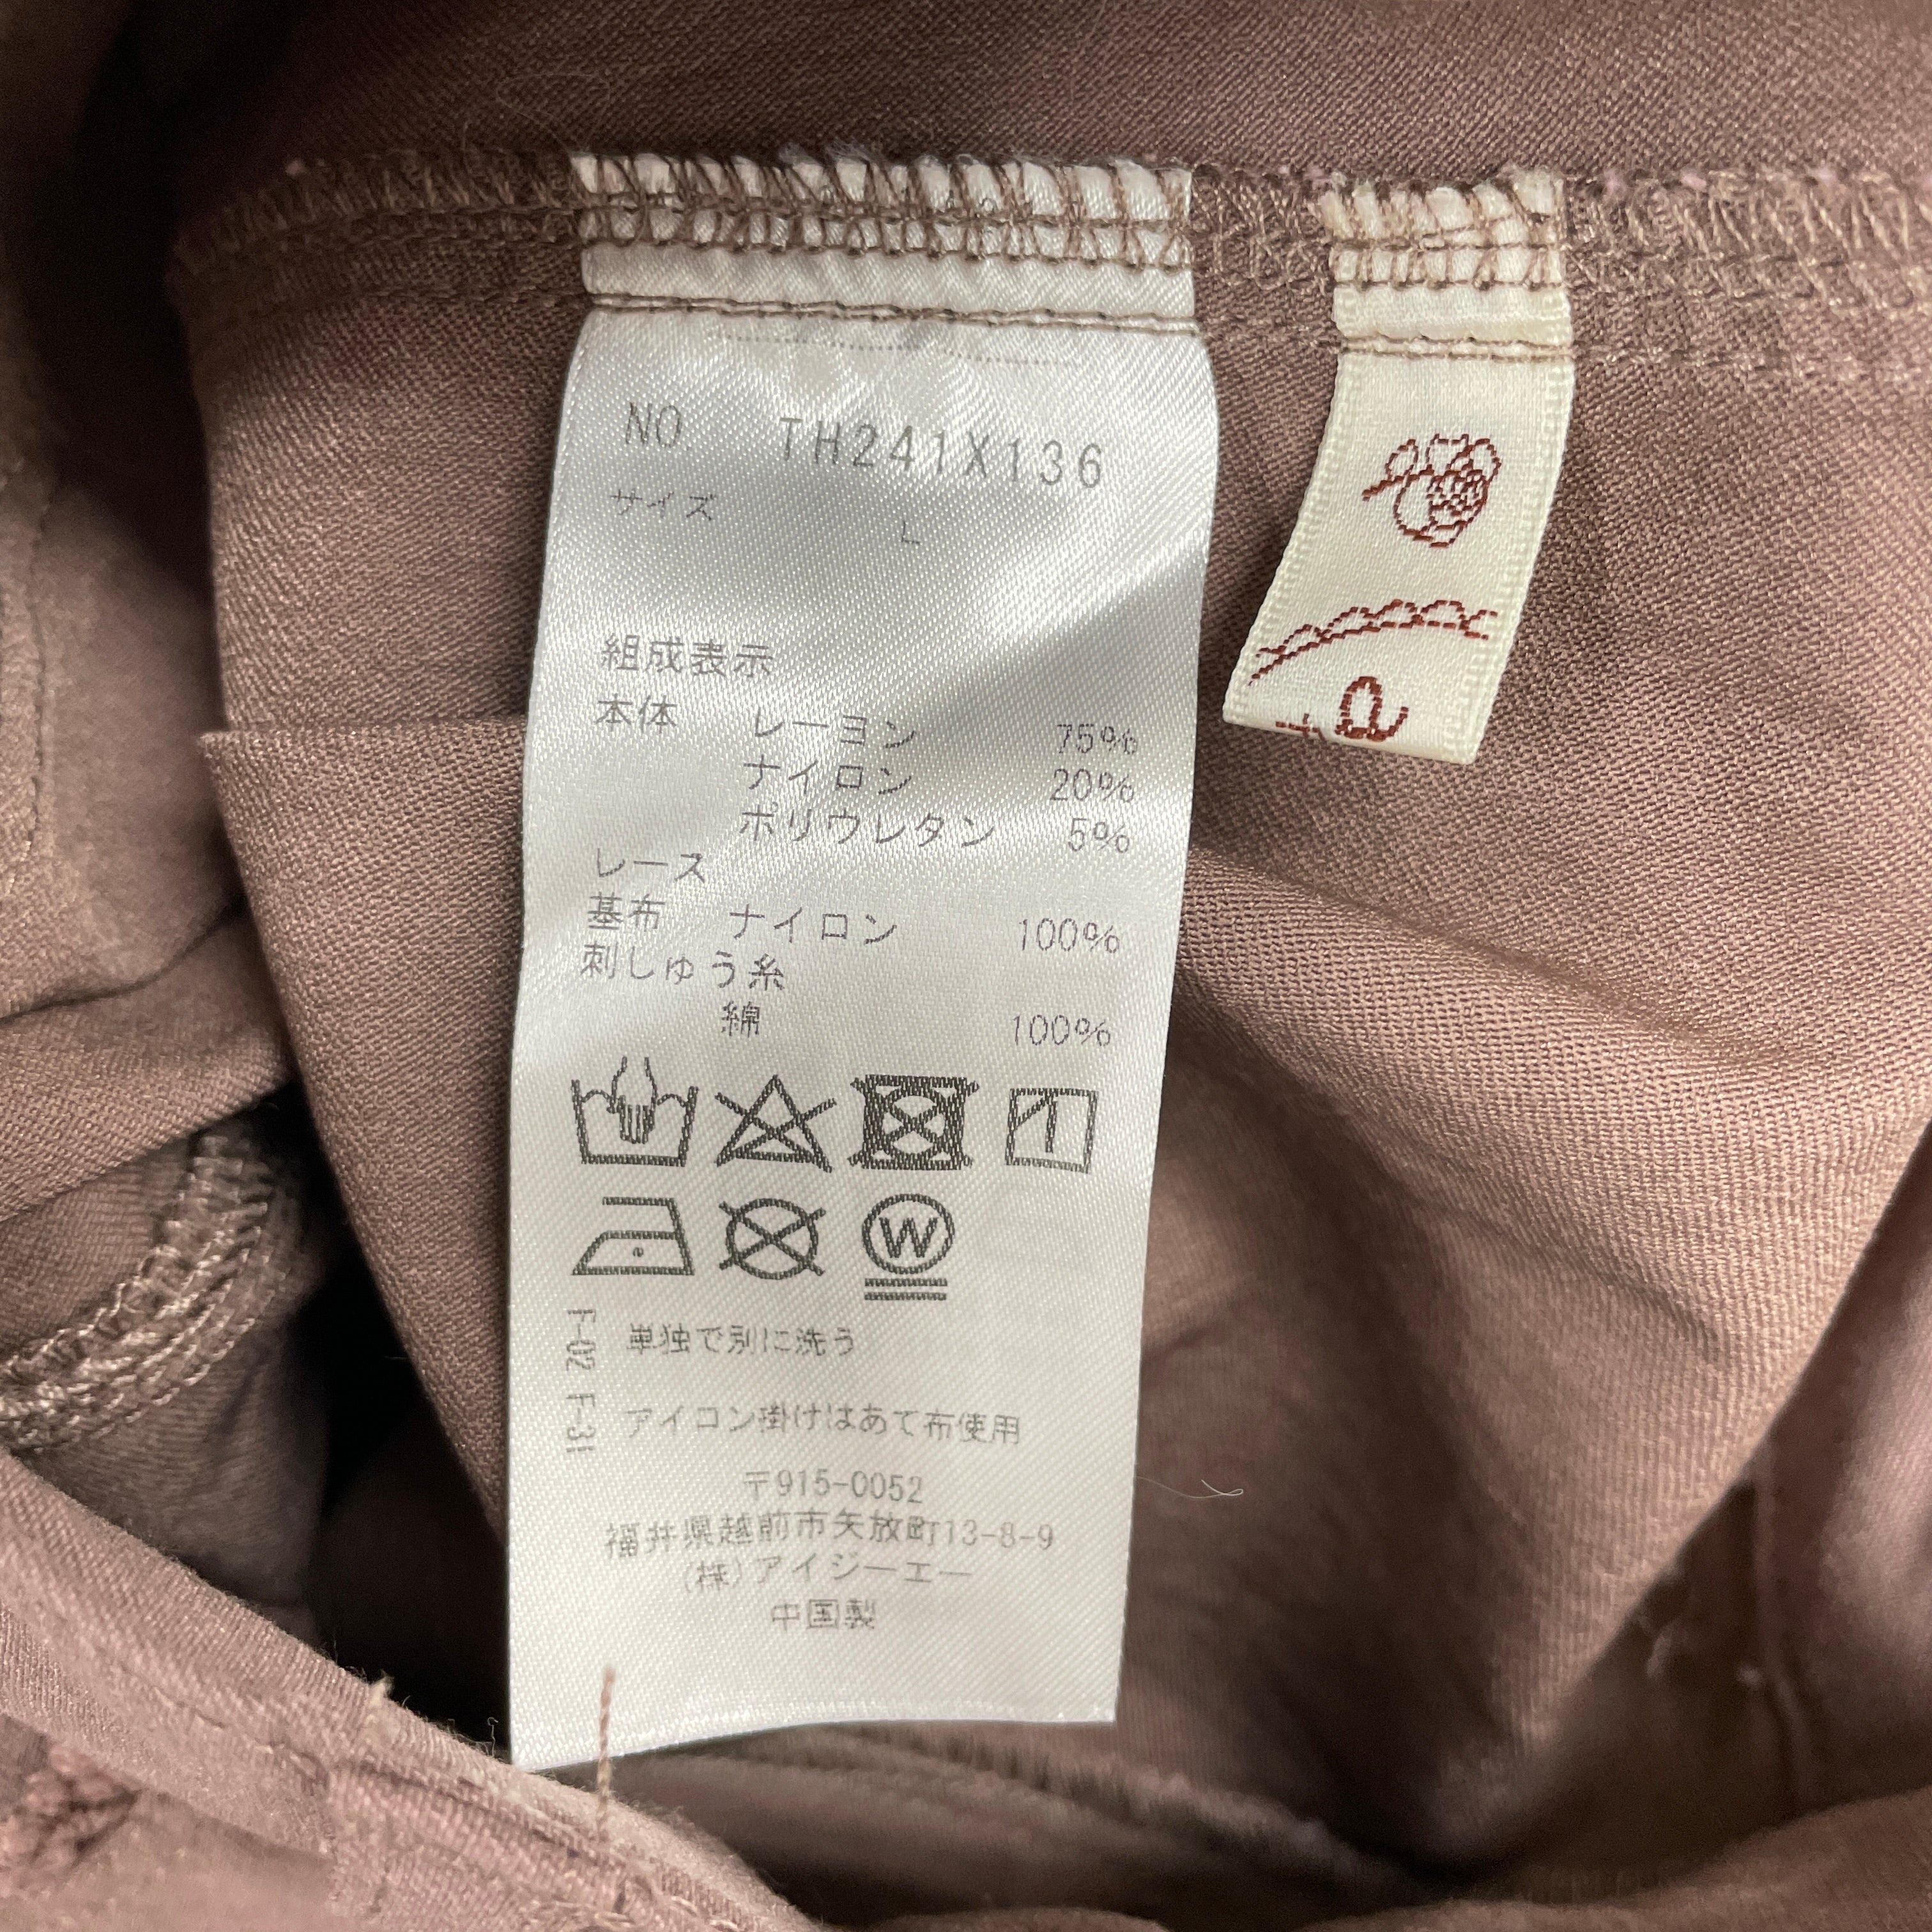 NO TH241X136
サイズ L
組成表示
本体 レーヨン 75%
ナイロン 20%
ポリウレタン 5%
レース
基布 ナイロン 100%
刺しゅう糸
綿 100%
W
F-02 単独で別に洗う
F-31 アイロン掛けはあて布使用
〒915-0052
福井県越前市矢放町13-8-9
(株)アイジーエー
中国製